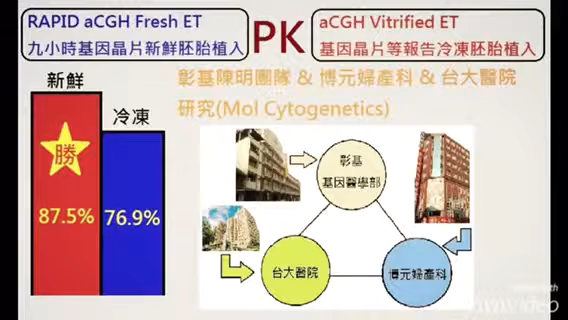 RAPID aCGH Fresh ET
九小時基因晶片新鮮胚胎植入
PK
aCGH Vitrified ET
基因晶片等報告冷凍胚胎植入
彰基陳明團隊 & 博元婦產科 & 台大醫院
研究(Mol Cytogenetics)
新鮮
冷凍
勝
87.5%
76.9%
彰基
基因醫學部
台大醫院
博元婦產科